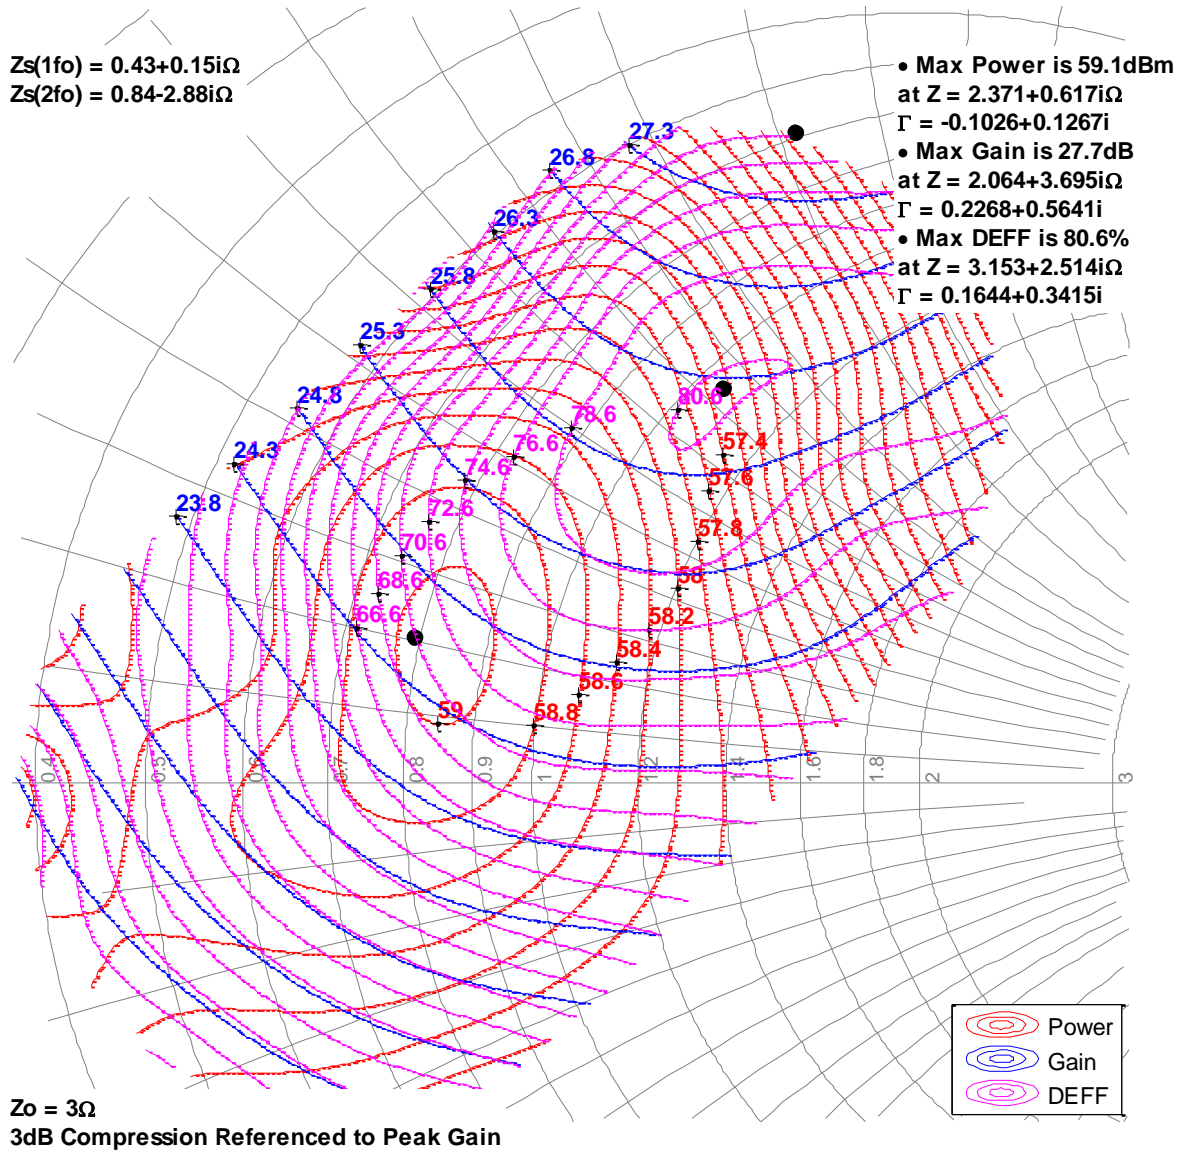 Zs(1fo) = 0.43+0.15iΩ
Zs(2fo) = 0.84-2.88iΩ
• Max Power is 59.1dBm
at Z = 2.371+0.617iΩ
Γ = -0.1026+0.1267i
• Max Gain is 27.7dB
at Z = 2.064+3.695iΩ
Γ = 0.2268+0.5641i
• Max DEFF is 80.6%
at Z = 3.153+2.514iΩ
Γ = 0.1644+0.3415i
27.3
26.8
26.3
25.8
25.3
24.8
24.3
23.8
80.6
78.6
76.6
74.6
72.6
70.6
68.6
66.6
57.4
57.6
57.8
58
58.2
58.4
58.6
58.8
59
0.4
0.5
0.6
0.7
0.8
0.9
1
1.2
1.4
1.6
1.8
2
3
Power
Gain
DEFF
Zo = 3Ω
3dB Compression Referenced to Peak Gain